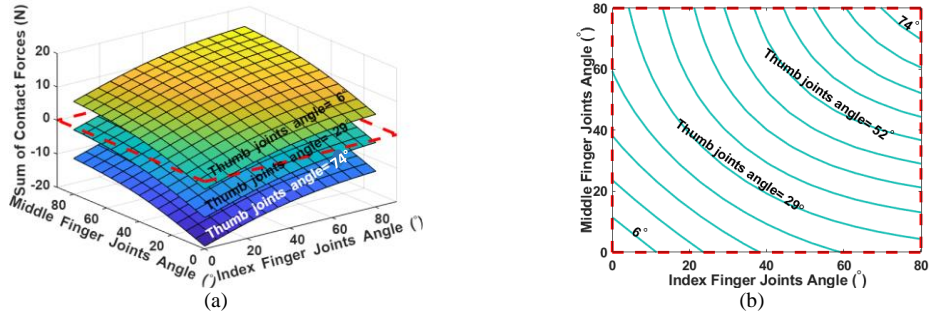 20
10
0
-10
-20
Sum of Contact Forces (N)
80
60
40
20
0
Middle Finger Joints Angle (°)
0
20
40
60
80
Index Finger Joints Angle (°)
Thumb joints angle= 6°
Thumb joints angle= 29°
Thumb joints angle= 74°
(a)
80
60
40
20
0
Middle Finger Joints Angle (°)
74°
Thumb joints angle= 52°
Thumb joints angle= 29°
6°
0
20
40
60
80
Index Finger Joints Angle (°)
(b)